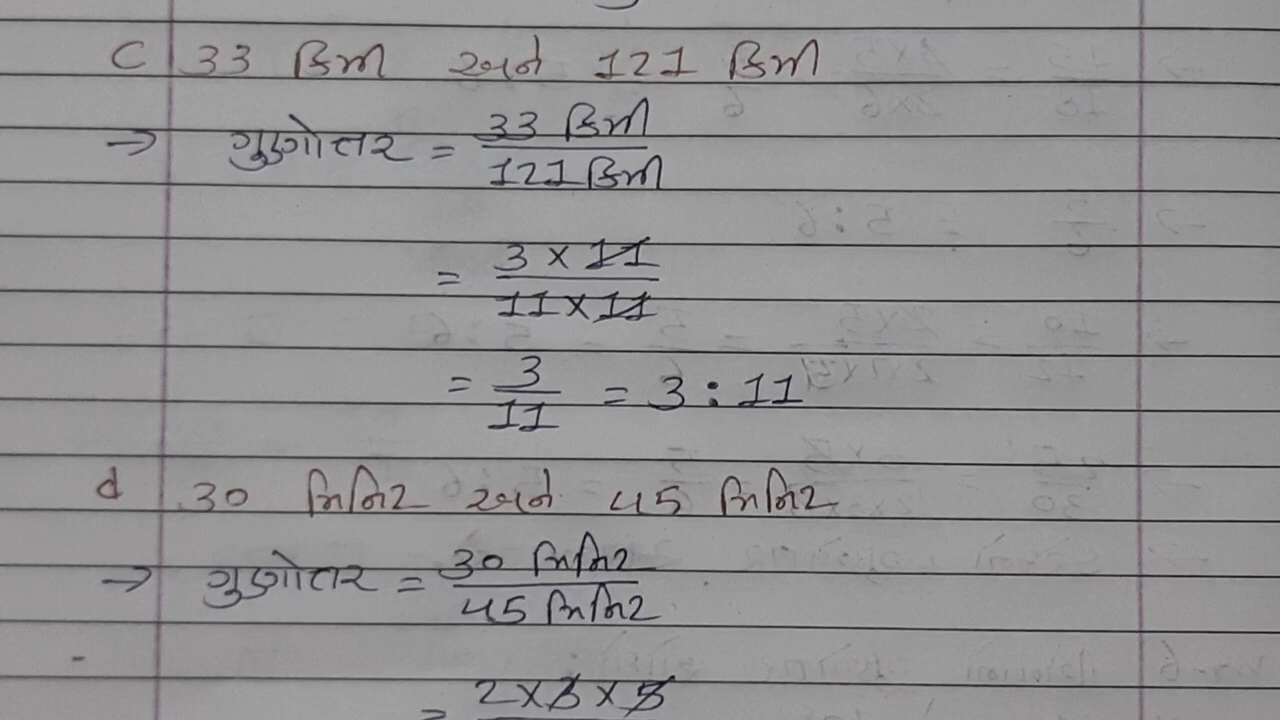 c 33 કિમી અને 121 કિમી
→ ગુણોત્તર = 33 કિમી / 121 કિમી
= 3 × 11 / 11 × 11
= 3 / 11 = 3 : 11
d 30 મિનિટ અને 45 મિનિટ
→ ગુણોત્તર = 30 મિનિટ / 45 મિનિટ
= 2 × 3 × 5